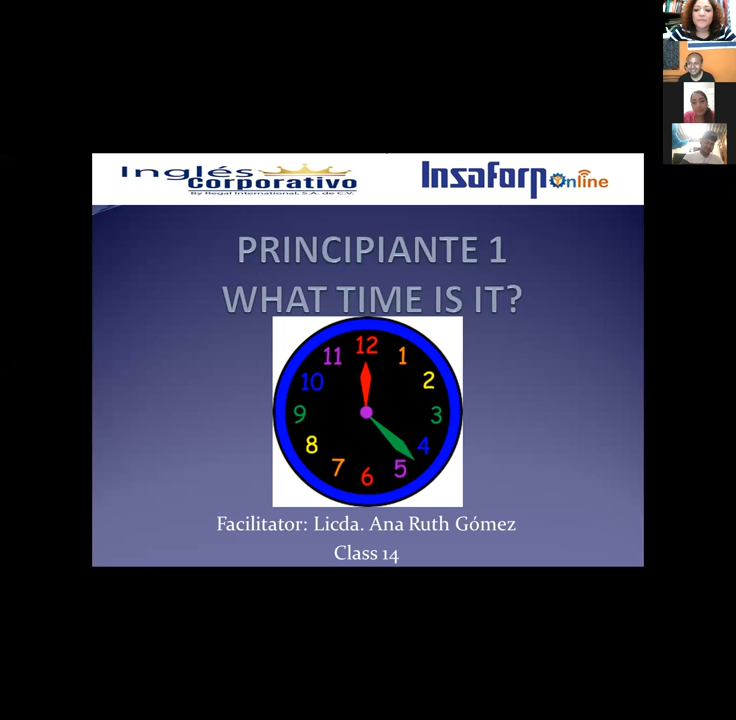 Inglés
Corporativo
By Regal International, S.A. de C.V.
Insaforp Online
PRINCIPIANTE 1
WHAT TIME IS IT?
12
11
1
10
2
9
3
8
4
7
5
6
Facilitator: Licda. Ana Ruth Gómez
Class 14